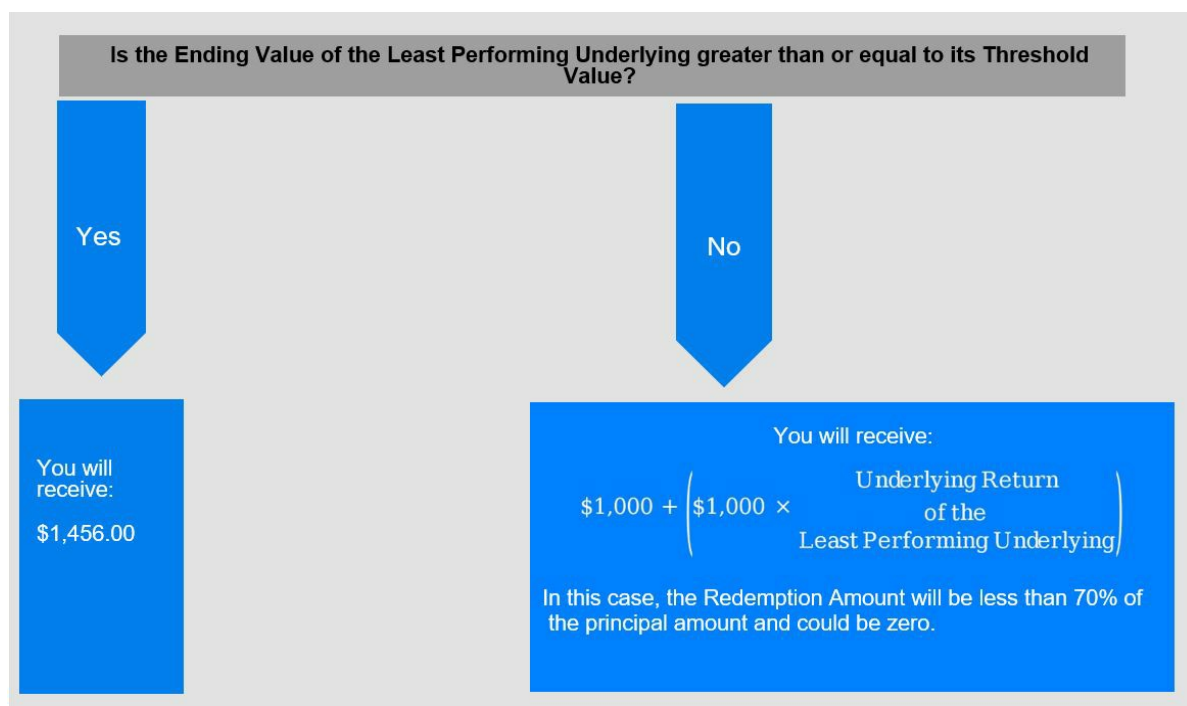 Is the Ending Value of the Least Performing Underlying greater than or equal to its Threshold
Value?
Yes
No
You will
receive:
$1,456.00
You will receive:
$1,000 + ($1,000 × Underlying Return
of the
Least Performing Underlying)
In this case, the Redemption Amount will be less than 70% of
the principal amount and could be zero.